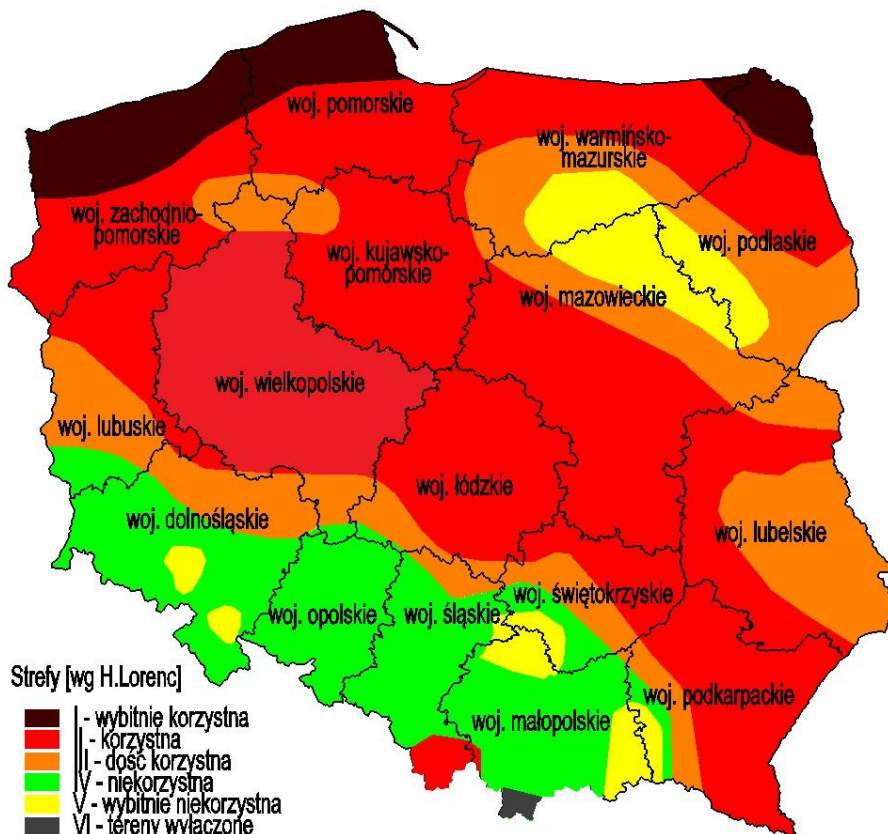 woj. pomorskie
woj. warmińsko-
mazurskie
woj. zachodnio-
pomorskie
woj. kujawsko-
pomorskie
woj. podlaskie
woj. mazowieckie
woj. wielkopolskie
woj. lubuskie
woj. łódzkie
woj. dolnośląskie
woj. lubelskie
woj. opolskie
woj. śląskie
woj. świętokrzyskie
woj. małopolskie
woj. podkarpackie
Strefy [wg H.Lorenc]
I - wybitnie korzystna
II - korzystna
III - dość korzystna
IV - niekorzystna
V - wybitnie niekorzystna
VI - tereny wyłączone